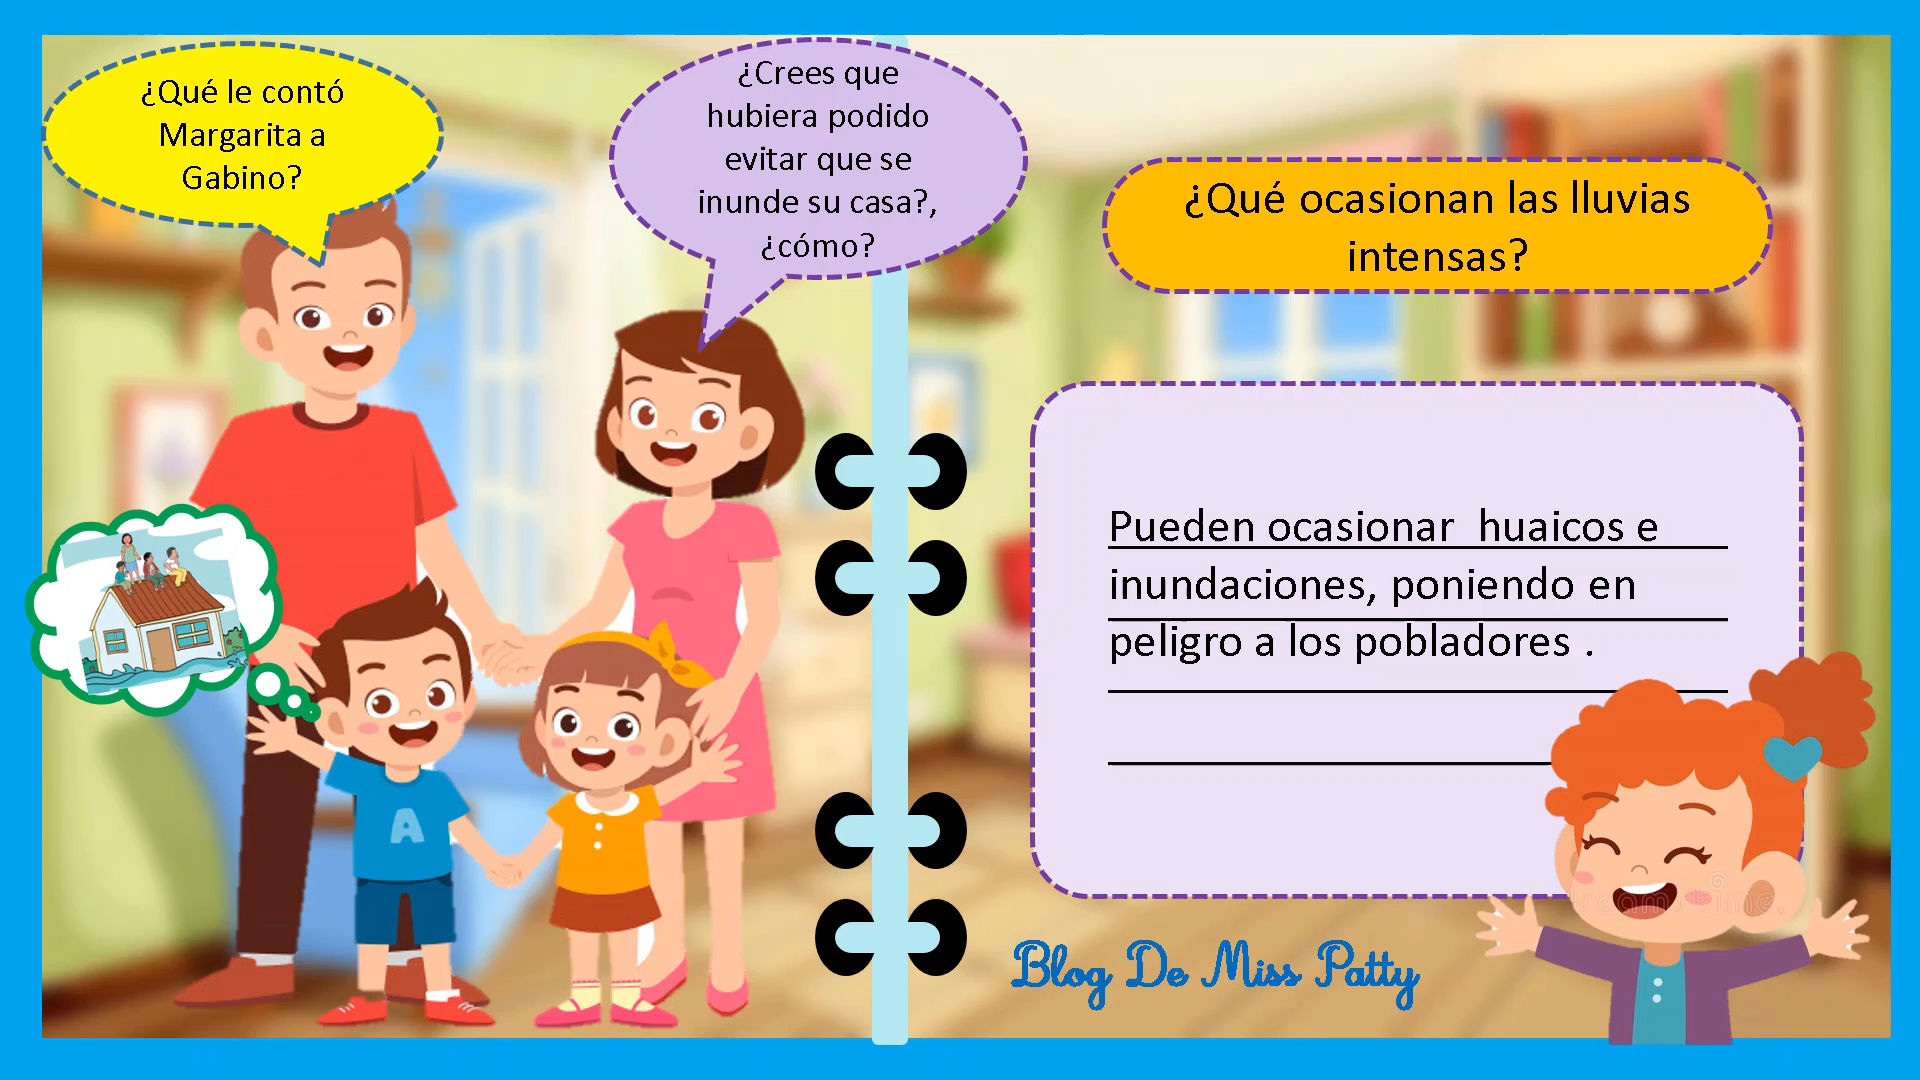 ¿Qué le contó
Margarita a
Gabino?
¿Crees que
hubiera podido
evitar que se
inunde su casa?,
¿cómo?
¿Qué ocasionan las lluvias
intensas?
Pueden ocasionar  huaicos e
inundaciones, poniendo en
peligro a los pobladores .
A
Blog De Miss Patty